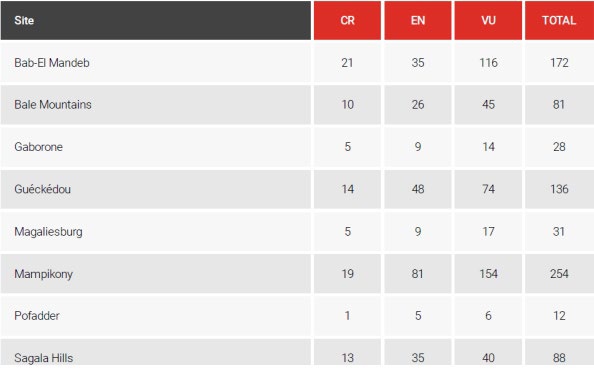 Site CR EN VU TOTAL
Bab-El Mandeb 21 35 116 172
Bale Mountains 10 26 45 81
Gaborone 5 9 14 28
Guéckédou 14 48 74 136
Magaliesburg 5 9 17 31
Mampikony 19 81 154 254
Pofadder 1 5 6 12
Sagala Hills 13 35 40 88